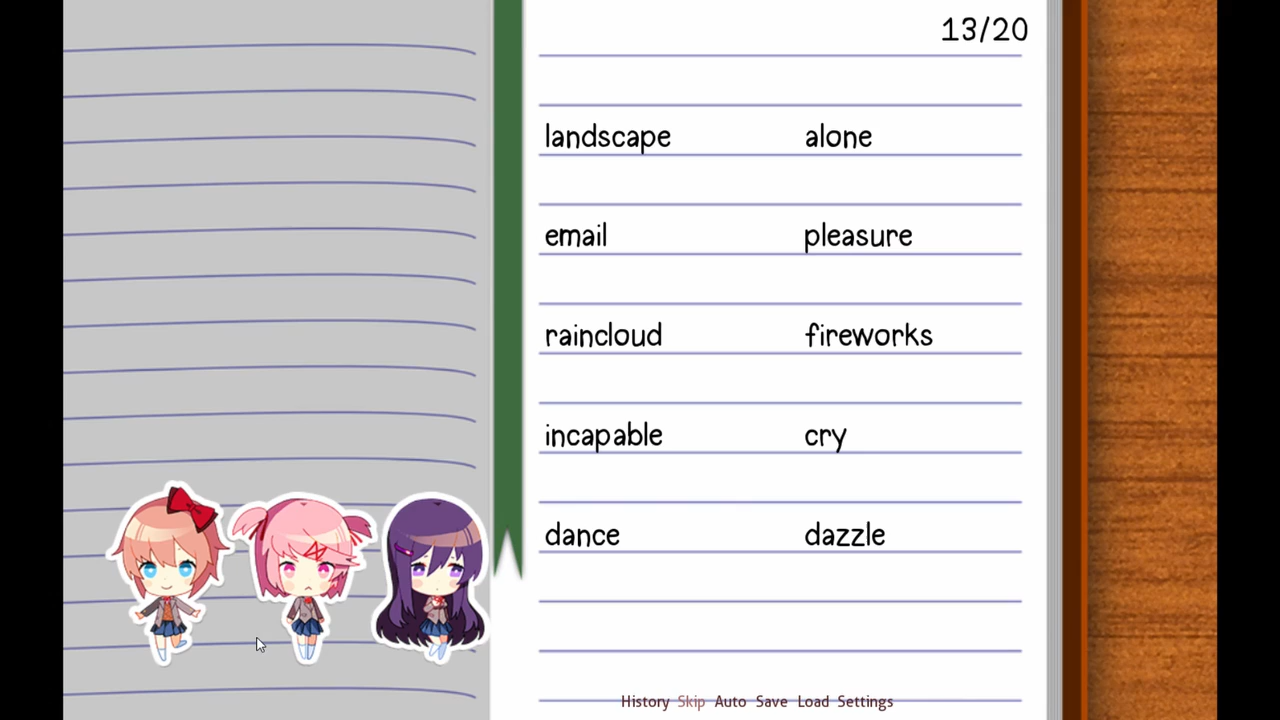 13/20
landscape alone
email pleasure
raincloud fireworks
incapable cry
dance dazzle
History Skip Auto Save Load Settings